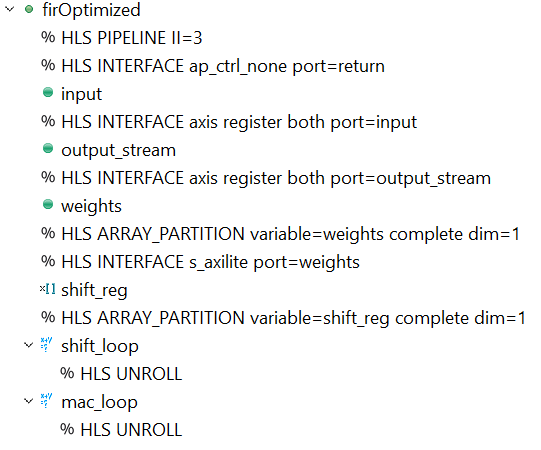 firOptimized
% HLS PIPELINE II=3
% HLS INTERFACE ap_ctrl_none port=return
input
% HLS INTERFACE axis register both port=input
output_stream
% HLS INTERFACE axis register both port=output_stream
weights
% HLS ARRAY_PARTITION variable=weights complete dim=1
% HLS INTERFACE s_axilite port=weights
×[] shift_reg
% HLS ARRAY_PARTITION variable=shift_reg complete dim=1
shift_loop
% HLS UNROLL
mac_loop
% HLS UNROLL